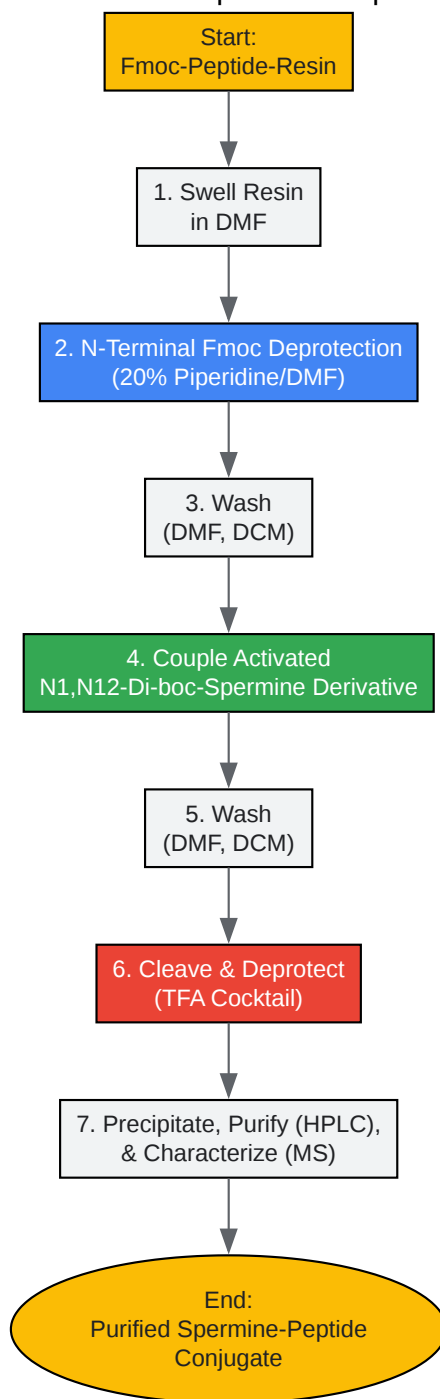 Start:
Fmoc-Peptide-Resin
1. Swell Resin
in DMF
2. N-Terminal Fmoc Deprotection
(20% Piperidine/DMF)
3. Wash
(DMF, DCM)
4. Couple Activated
N1,N12-Di-boc-Spermine Derivative
5. Wash
(DMF, DCM)
6. Cleave & Deprotect
(TFA Cocktail)
7. Precipitate, Purify (HPLC),
& Characterize (MS)
End:
Purified Spermine-Peptide
Conjugate